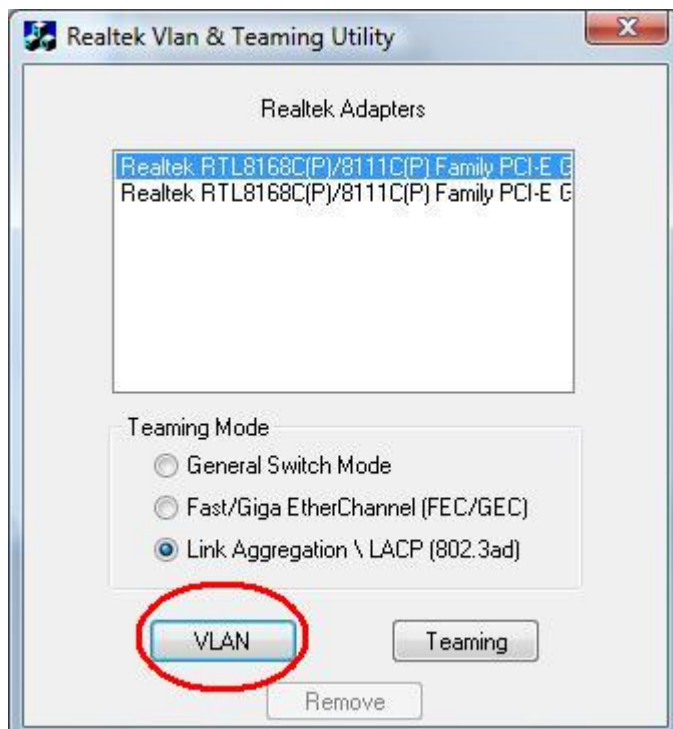 Realtek Vlan & Teaming Utility
Realtek Adapters
Realtek RTL8168C(P)/8111C(P) Family PCI-E G
Realtek RTL8168C(P)/8111C(P) Family PCI-E G
Teaming Mode
General Switch Mode
Fast/Giga EtherChannel (FEC/GEC)
Link Aggregation \ LACP (802.3ad)
VLAN
Teaming
Remove